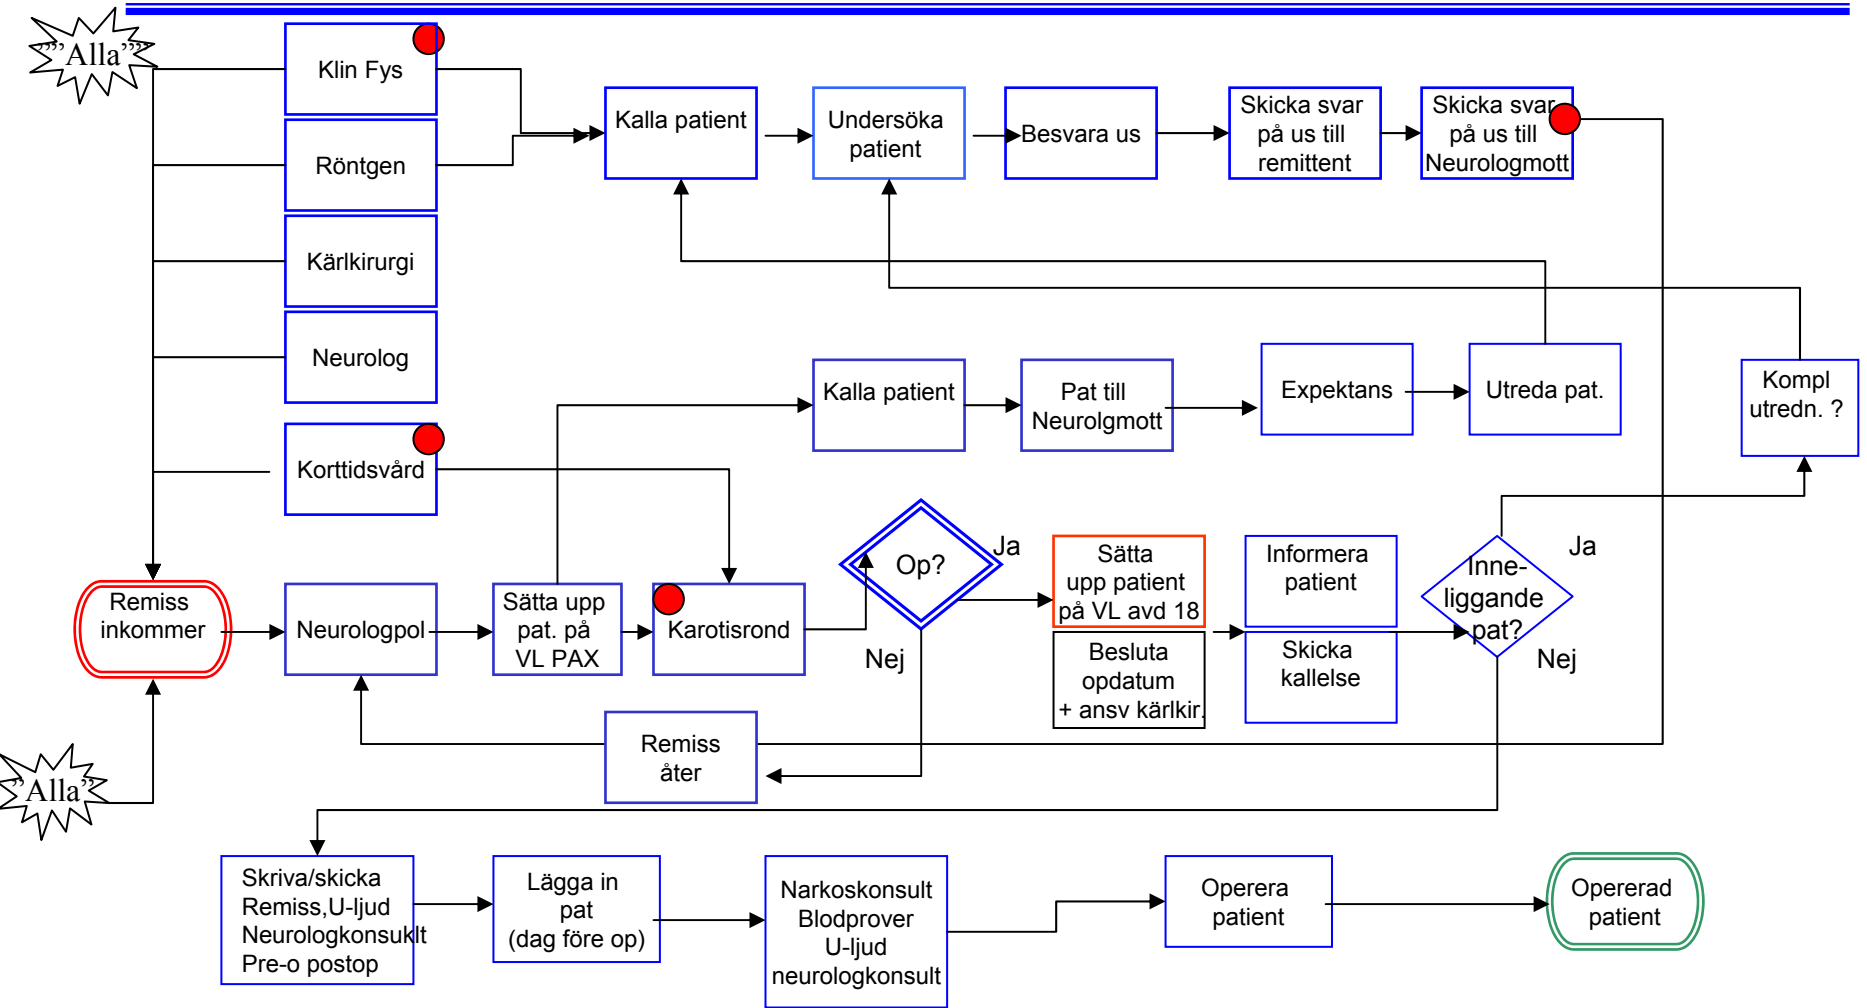 ””Alla””
Klin Fys
Röntgen
Kärlkirurgi
Neurolog
Korttidsvård
Kalla patient
Undersöka
patient
Besvara us
Skicka svar
på us till
remittent
Skicka svar
på us till
Neurologmott
Kalla patient
Pat till
Neurolgmott
Expektans
Utreda pat.
Kompl
utredn. ?
Remiss
inkommer
Neurologpol
Sätta upp
pat. på
VL PAX
Karotisrond
Op?
Ja
Nej
Sätta
upp patient
på VL avd 18
Besluta
opdatum
+ ansv kärlkir.
Informera
patient
Skicka
kallelse
Inne-
liggande
pat?
Ja
Nej
Remiss
åter
”Alla”
Skriva/skicka
Remiss,U-ljud
Neurologkonsuklt
Pre-o postop
Lägga in
pat
(dag före op)
Narkoskonsult
Blodprover
U-ljud
neurologkonsult
Operera
patient
Opererad
patient